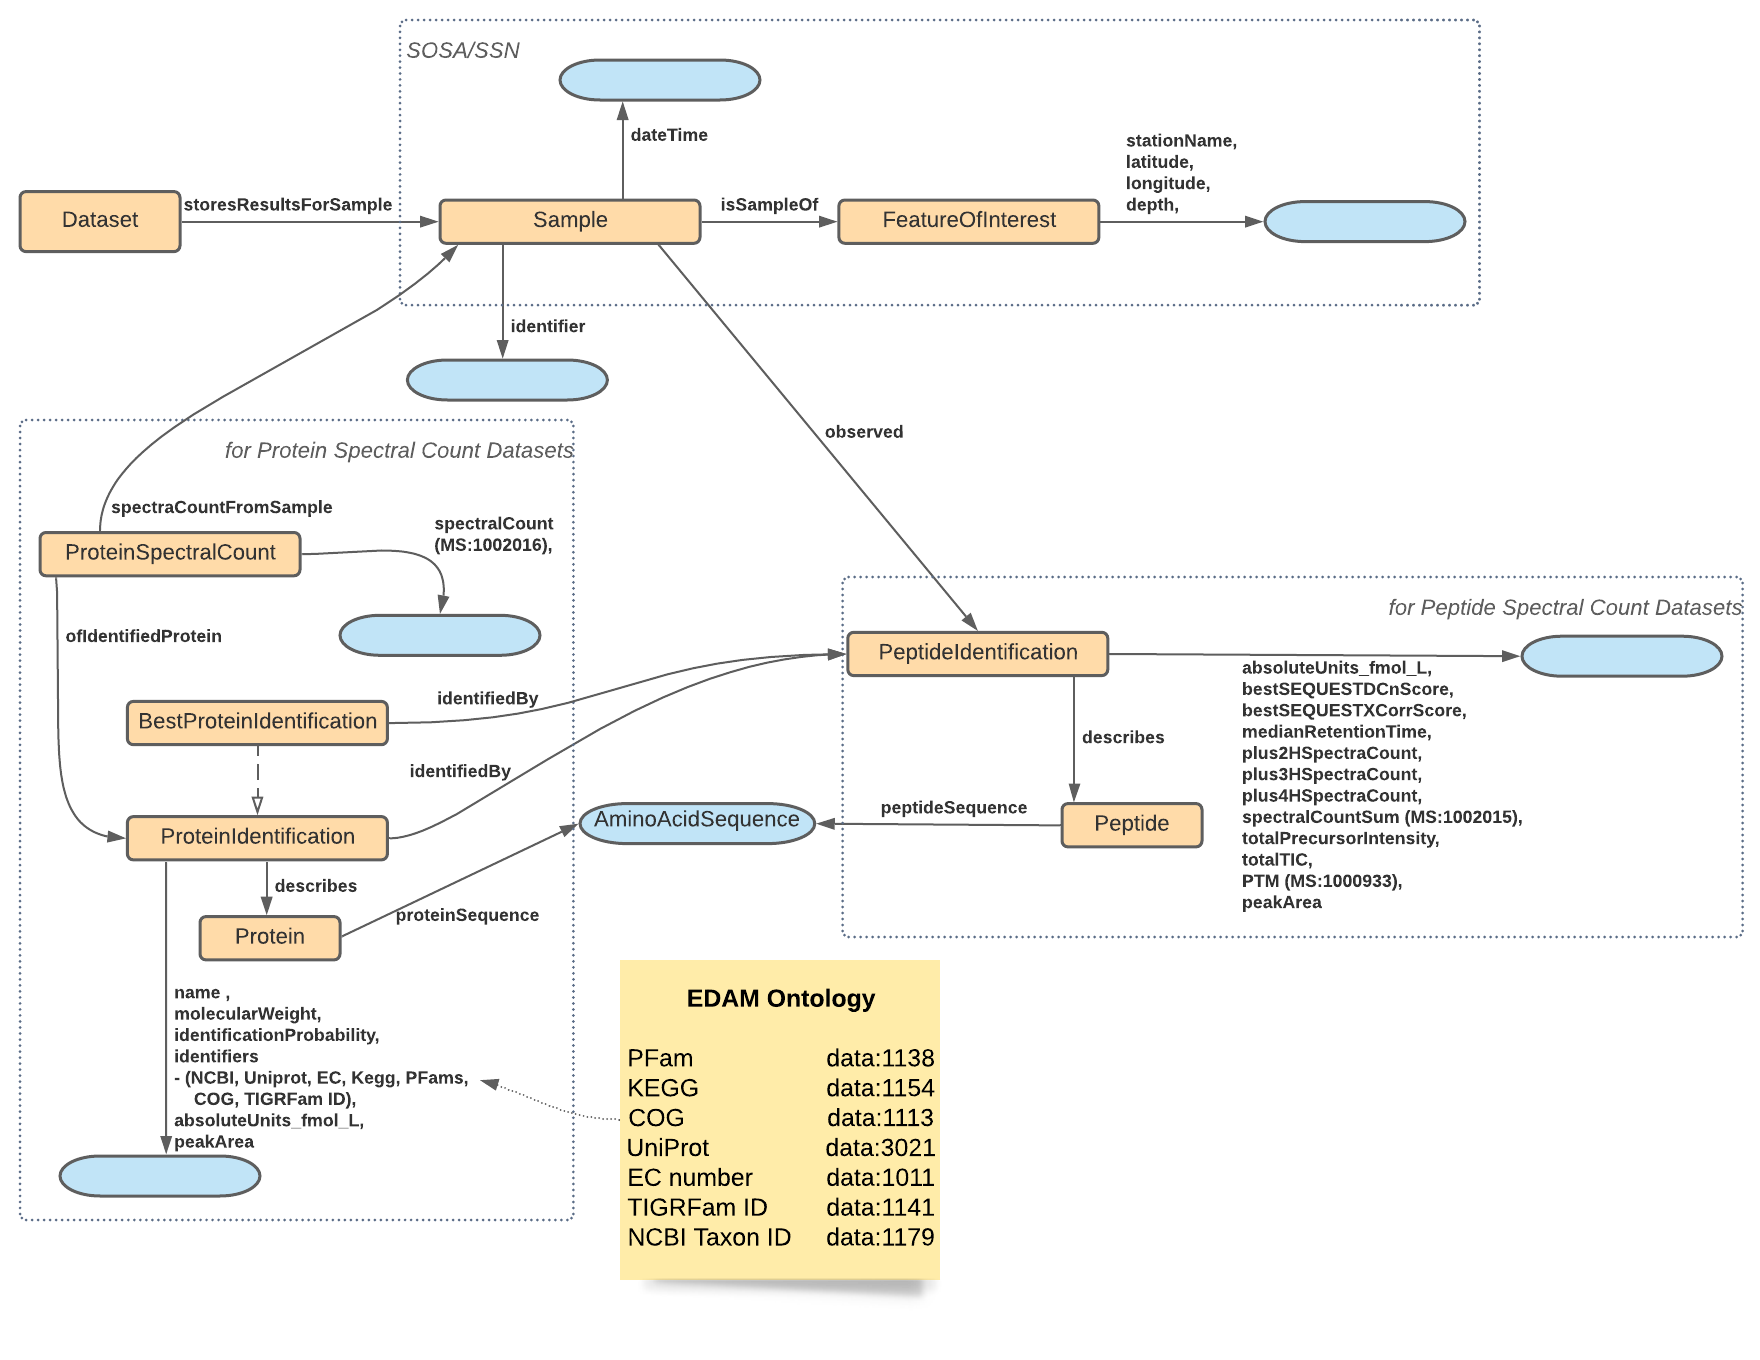 SOSA/SSN
dateTime
stationName,
latitude,
longitude,
depth,
Dataset
storesResultsForSample
Sample
isSampleOf
FeatureOfInterest
identifier
observed
for Protein Spectral Count Datasets
spectraCountFromSample
spectralCount
(MS:1002016),
ProteinSpectralCount
ofIdentifiedProtein
identifiedBy
BestProteinIdentification
identifiedBy
ProteinIdentification
describes
Protein
proteinSequence
name ,
molecularWeight,
identificationProbability,
identifiers
- (NCBI, Uniprot, EC, Kegg, PFams,
COG, TIGRFam ID),
absoluteUnits_fmol_L,
peakArea
for Peptide Spectral Count Datasets
PeptideIdentification
absoluteUnits_fmol_L,
bestSEQUESTDCnScore,
bestSEQUESTXCorrScore,
medianRetentionTime,
plus2HSpectraCount,
plus3HSpectraCount,
plus4HSpectraCount,
spectralCountSum (MS:1002015),
totalPrecursorIntensity,
totalTIC,
PTM (MS:1000933),
peakArea
describes
AminoAcidSequence
peptideSequence
Peptide
EDAM Ontology
PFam data:1138
KEGG data:1154
COG data:1113
UniProt data:3021
EC number data:1011
TIGRFam ID data:1141
NCBI Taxon ID data:1179